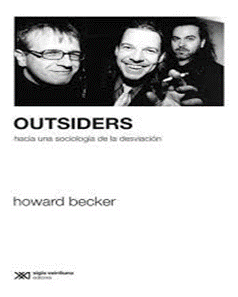 OUTSIDERS
hacia una sociología de la desviación
howard becker
siglo veintiuno
editores